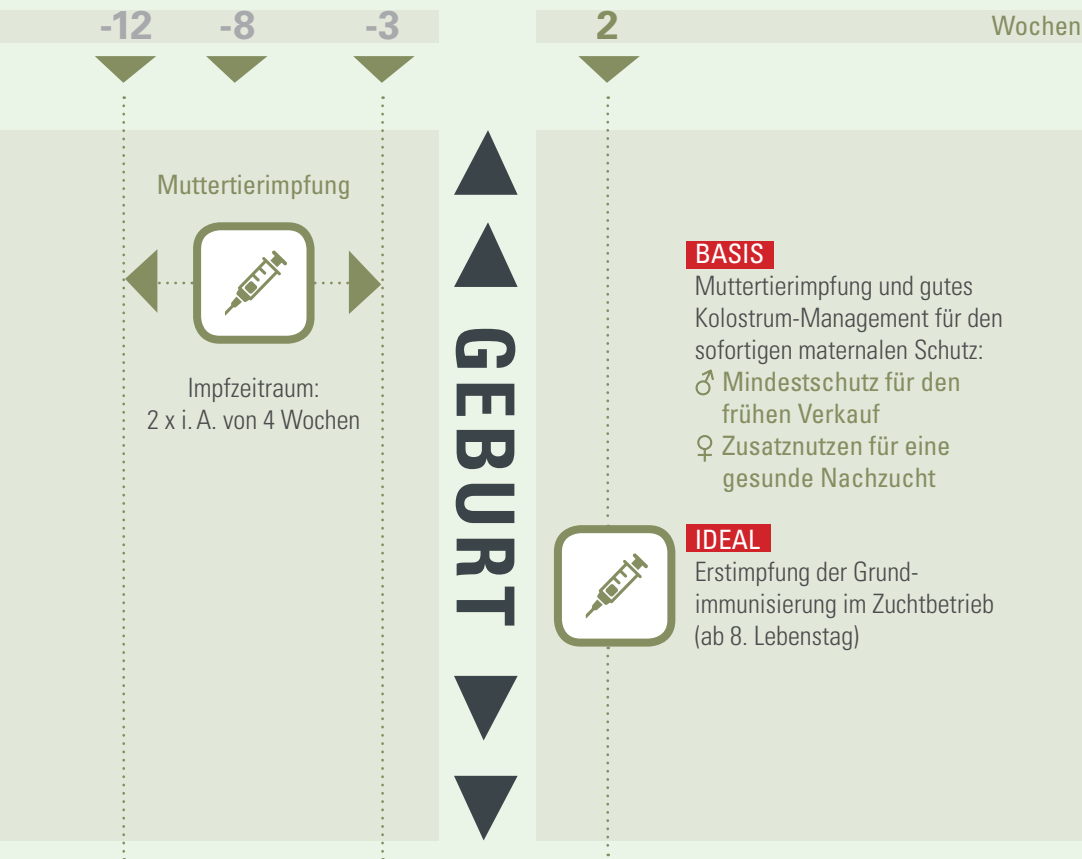 -12 -8 -3 2 Wochen
Muttertierimpfung
Impfzeitraum:
2 x i. A. von 4 Wochen
GEBURT
BASIS
Muttertierimpfung und gutes
Kolostrum-Management für den
sofortigen maternalen Schutz:
♂ Mindestschutz für den
frühen Verkauf
♀ Zusatznutzen für eine
gesunde Nachzucht
IDEAL
Erstimpfung der Grund-
immunisierung im Zuchtbetrieb
(ab 8. Lebenstag)